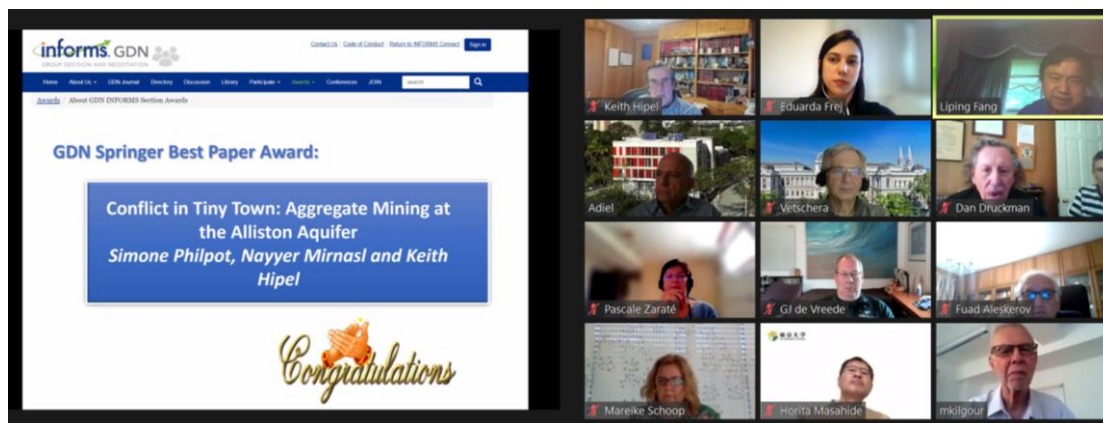 informs. GDN
GROUP DECISION AND NEGOTIATION
Contact Us | Code of Conduct | Return to INFORMS Connect Sign in
Home About Us GDN Journal Directory Discussion Library Participate Awards Conferences JOIN search
Awards / About GDN INFORMS Section Awards
GDN Springer Best Paper Award:
Conflict in Tiny Town: Aggregate Mining at
the Alliston Aquifer
Simone Philpot, Nayyer Mirnasl and Keith
Hipel
Congratulations
Keith Hipel
Eduarda Frej
Liping Fang
Adiel
Vetschera
Dan Druckman
Pascale Zaraté
GJ de Vreede
Fuad Aleskerov
Mareike Schoop
Horita Masahide
mkilgour